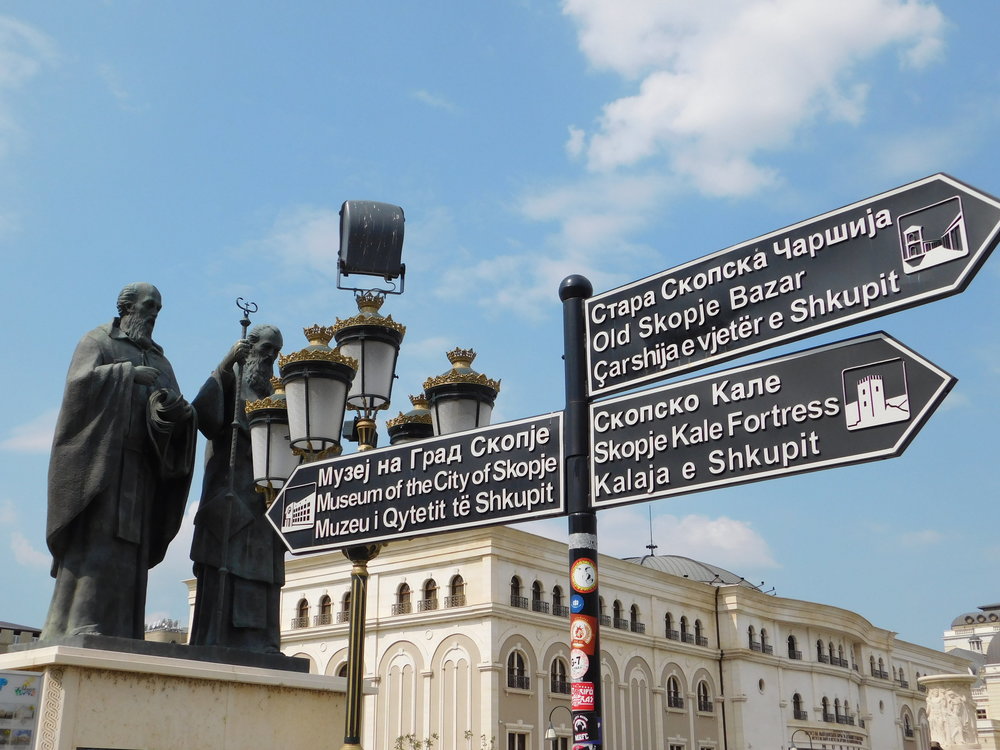 Стара Скопска Чаршија
Old Skopje Bazar
Çarshija e vjetër e Shkupit
Скопско Кале
Skopje Kale Fortress
Kalaja e Shkupit
Музеј на Град Скопје
Museum of the City of Skopje
Muzeu i Qytetit të Shkupit